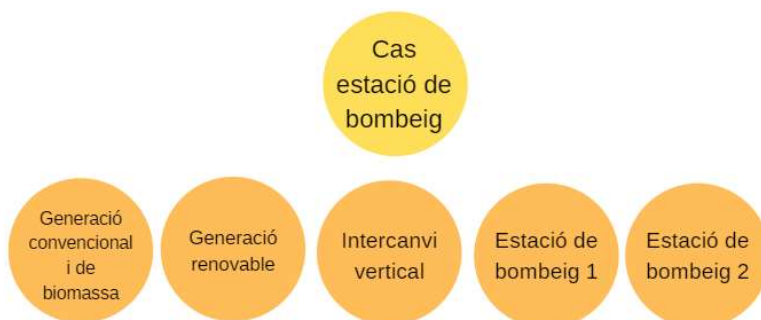 Cas
estació de
bombeig
Generació
convencional
i de
biomassa
Generació
renovable
Intercanvi
vertical
Estació de
bombeig 1
Estació de
bombeig 2